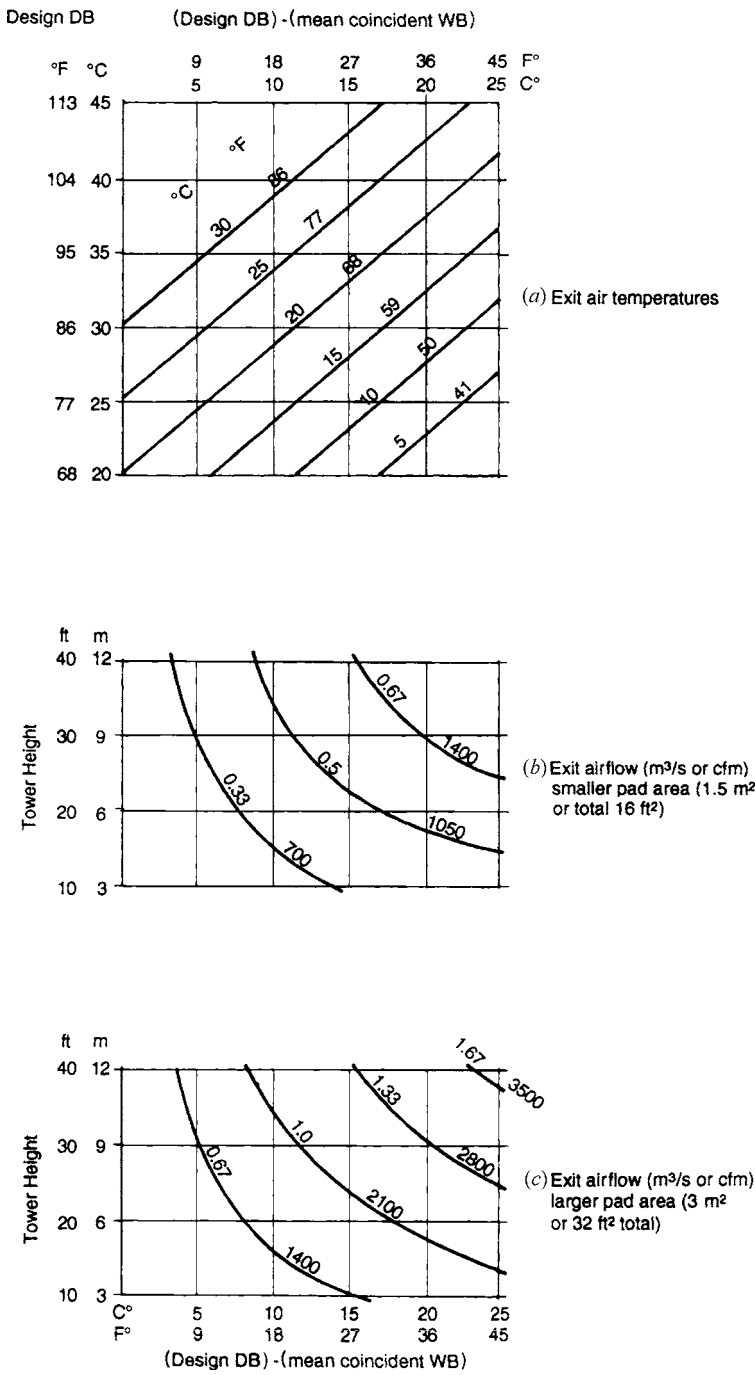 Design DB (Design DB) - (mean coincident WB)
°F °C 9 18 27 36 45 F°
5 10 15 20 25 C°
113 45
°F
104 40 86
°C
30 77
95 35
25 68
20 59
(a) Exit air temperatures
86 30
15 50
10 41
77 25
5
68 20
ft m
40 12
0.67
30 9 1400
0.5
(b) Exit airflow (m³/s or cfm)
smaller pad area (1.5 m²
or total 16 ft²)
0.33
Tower Height
20 6
1050
700
10 3
ft m
40 12
1.67
3500
1.33
1.0
30 9
0.67 2800
(c) Exit airflow (m³/s or cfm)
larger pad area (3 m²
or 32 ft² total)
Tower Height
2100
20 6
1400
10 3
C° 5 10 15 20 25
F° 9 18 27 36 45
(Design DB) - (mean coincident WB)